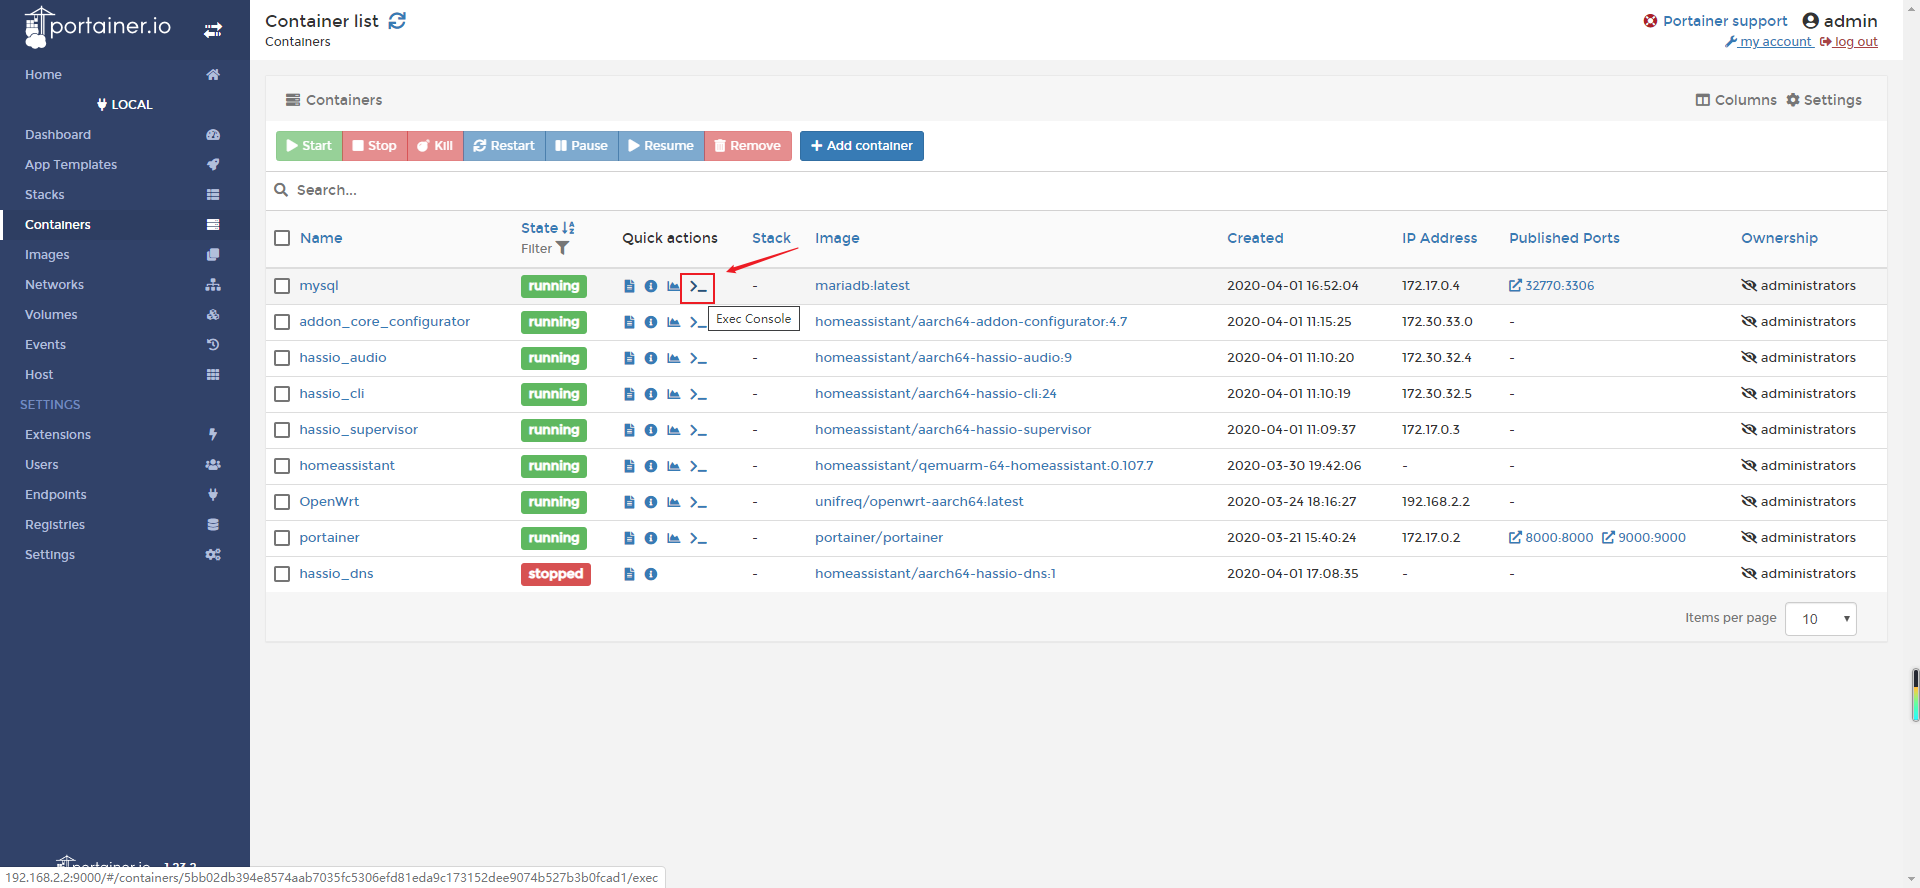 portainer.io
Container list
Containers
Portainer support admin
my account log out
Home
LOCAL
Dashboard
App Templates
Stacks
Containers
Images
Networks
Volumes
Events
Host
SETTINGS
Extensions
Users
Endpoints
Registries
Settings
Containers
Columns Settings
Start Stop Kill Restart Pause Resume Remove Add container
Search...
Name State Filter Quick actions Stack Image Created IP Address Published Ports Ownership
mysql running - mariadb:latest 2020-04-01 16:52:04 172.17.0.4 32770:3306 administrators
Exec Console
addon_core_configurator running homeassistant/aarch64-addon-configurator:4.7 2020-04-01 11:15:25 172.30.33.0 - administrators
hassio_audio running - homeassistant/aarch64-hassio-audio:9 2020-04-01 11:10:20 172.30.32.4 - administrators
hassio_cli running - homeassistant/aarch64-hassio-cli:24 2020-04-01 11:10:19 172.30.32.5 - administrators
hassio_supervisor running - homeassistant/aarch64-hassio-supervisor 2020-04-01 11:09:37 172.17.0.3 - administrators
homeassistant running - homeassistant/qemuarm-64-homeassistant:0.107.7 2020-03-30 19:42:06 - - administrators
OpenWrt running - unifreq/openwrt-aarch64:latest 2020-03-24 18:16:27 192.168.2.2 - administrators
portainer running - portainer/portainer 2020-03-21 15:40:24 172.17.0.2 8000:8000 9000:9000 administrators
hassio_dns stopped - homeassistant/aarch64-hassio-dns:1 2020-04-01 17:08:35 - - administrators
Items per page 10
portainer.io 1.23.2
192.168.2.2:9000/#/containers/5bb02db394e8574aab7035fc5306efd81eda9c173152dee9074b527b3b0fcad1/exec